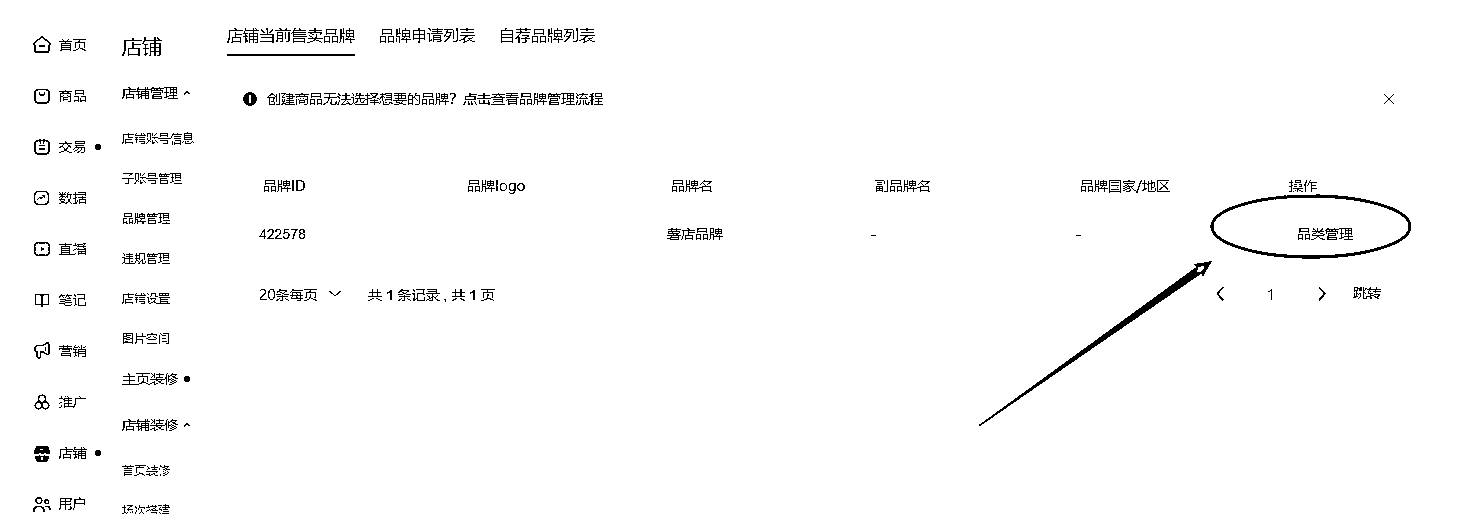 首页
商品
交易
数据
直播
笔记
营销
推广
店铺
用户
店铺
店铺管理
店铺账号信息
子账号管理
品牌管理
违规管理
店铺设置
图片空间
主页装修
店铺装修
首页装修
场次搭建
店铺当前售卖品牌 品牌申请列表 自荐品牌列表
创建商品无法选择想要的品牌？点击查看品牌管理流程
品牌ID 品牌logo 品牌名 副品牌名 品牌国家/地区 操作
422578 薯店品牌 - - 品类管理
20条每页 共 1 条记录 , 共 1 页 1 跳转